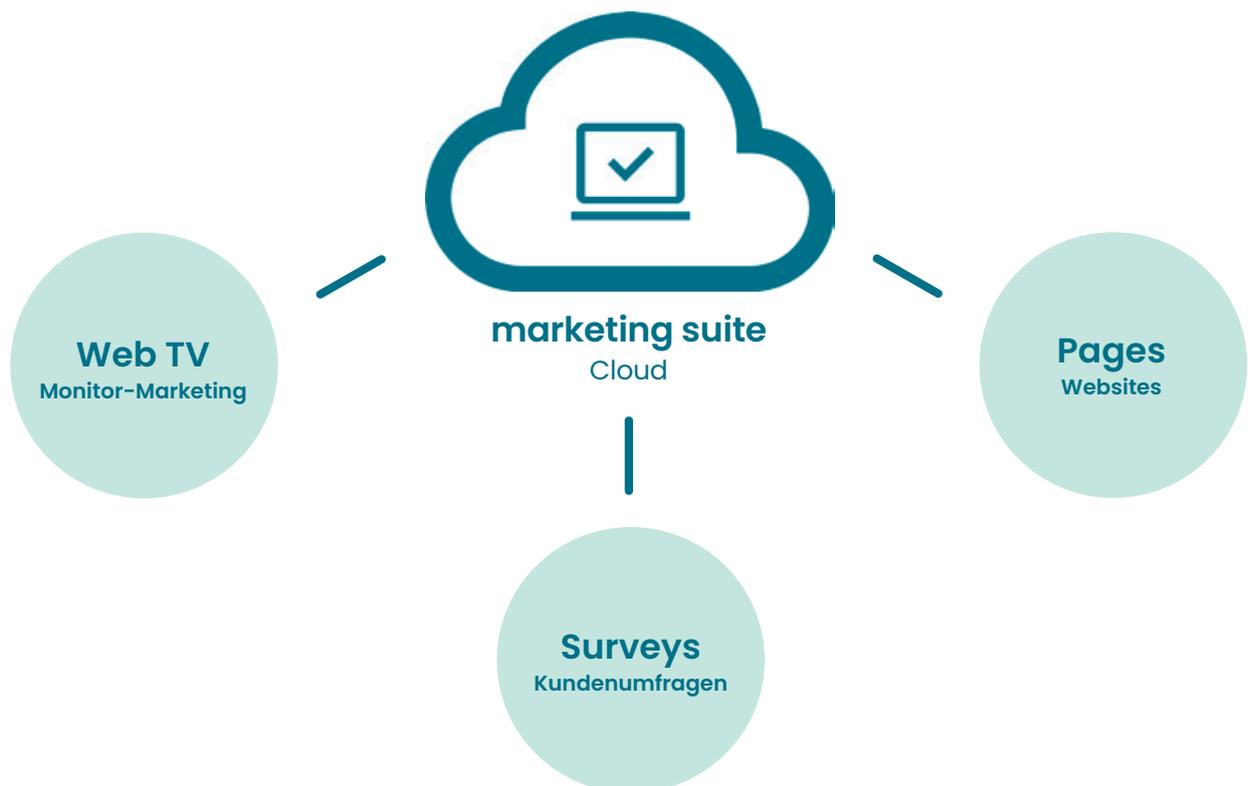 marketing suite
Cloud
Web TV
Monitor-Marketing
Pages
Websites
Surveys
Kundenumfragen